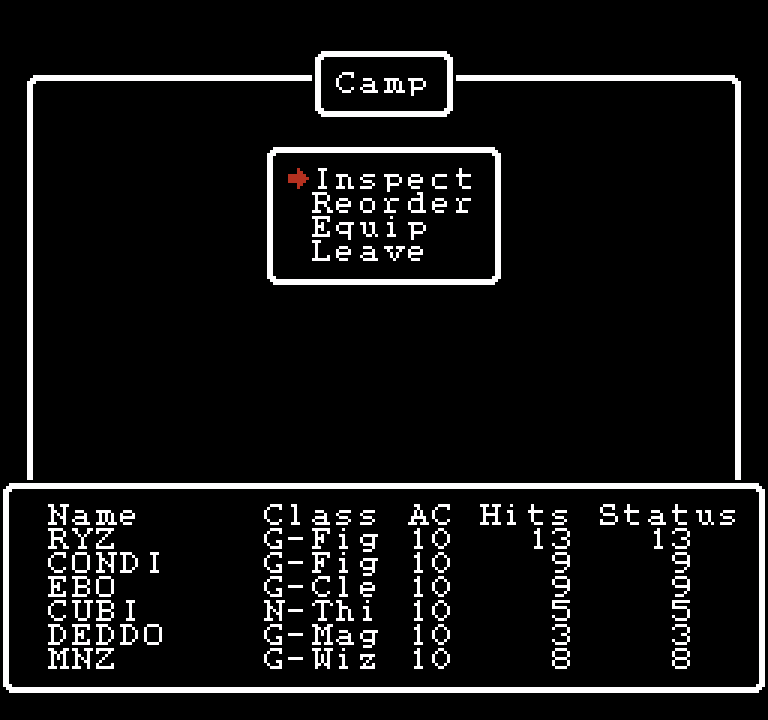 Camp
Inspect
Reorder
Equip
Leave
Name Class AC Hits Status
RYZ G-Fig 10 13 13
CONDI G-Fig 10 9 9
EBO G-Cle 10 9 9
CUBI N-Thi 10 5 5
DEDDO G-Mag 10 3 3
MNZ G-Wiz 10 8 8